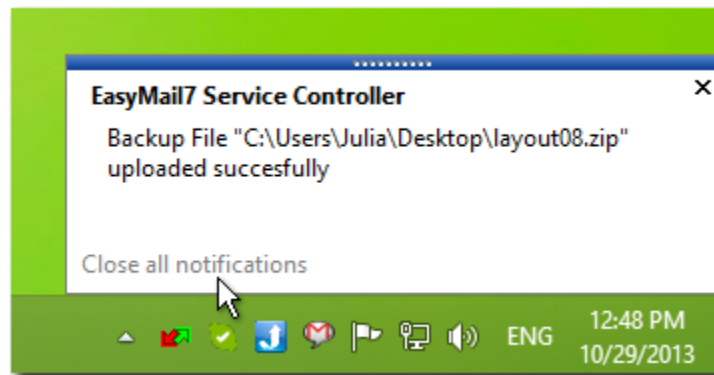 EasyMail7 Service Controller
Backup File "C:\Users\Julia\Desktop\layout08.zip"
uploaded succesfully
Close all notifications
ENG
12:48 PM
10/29/2013